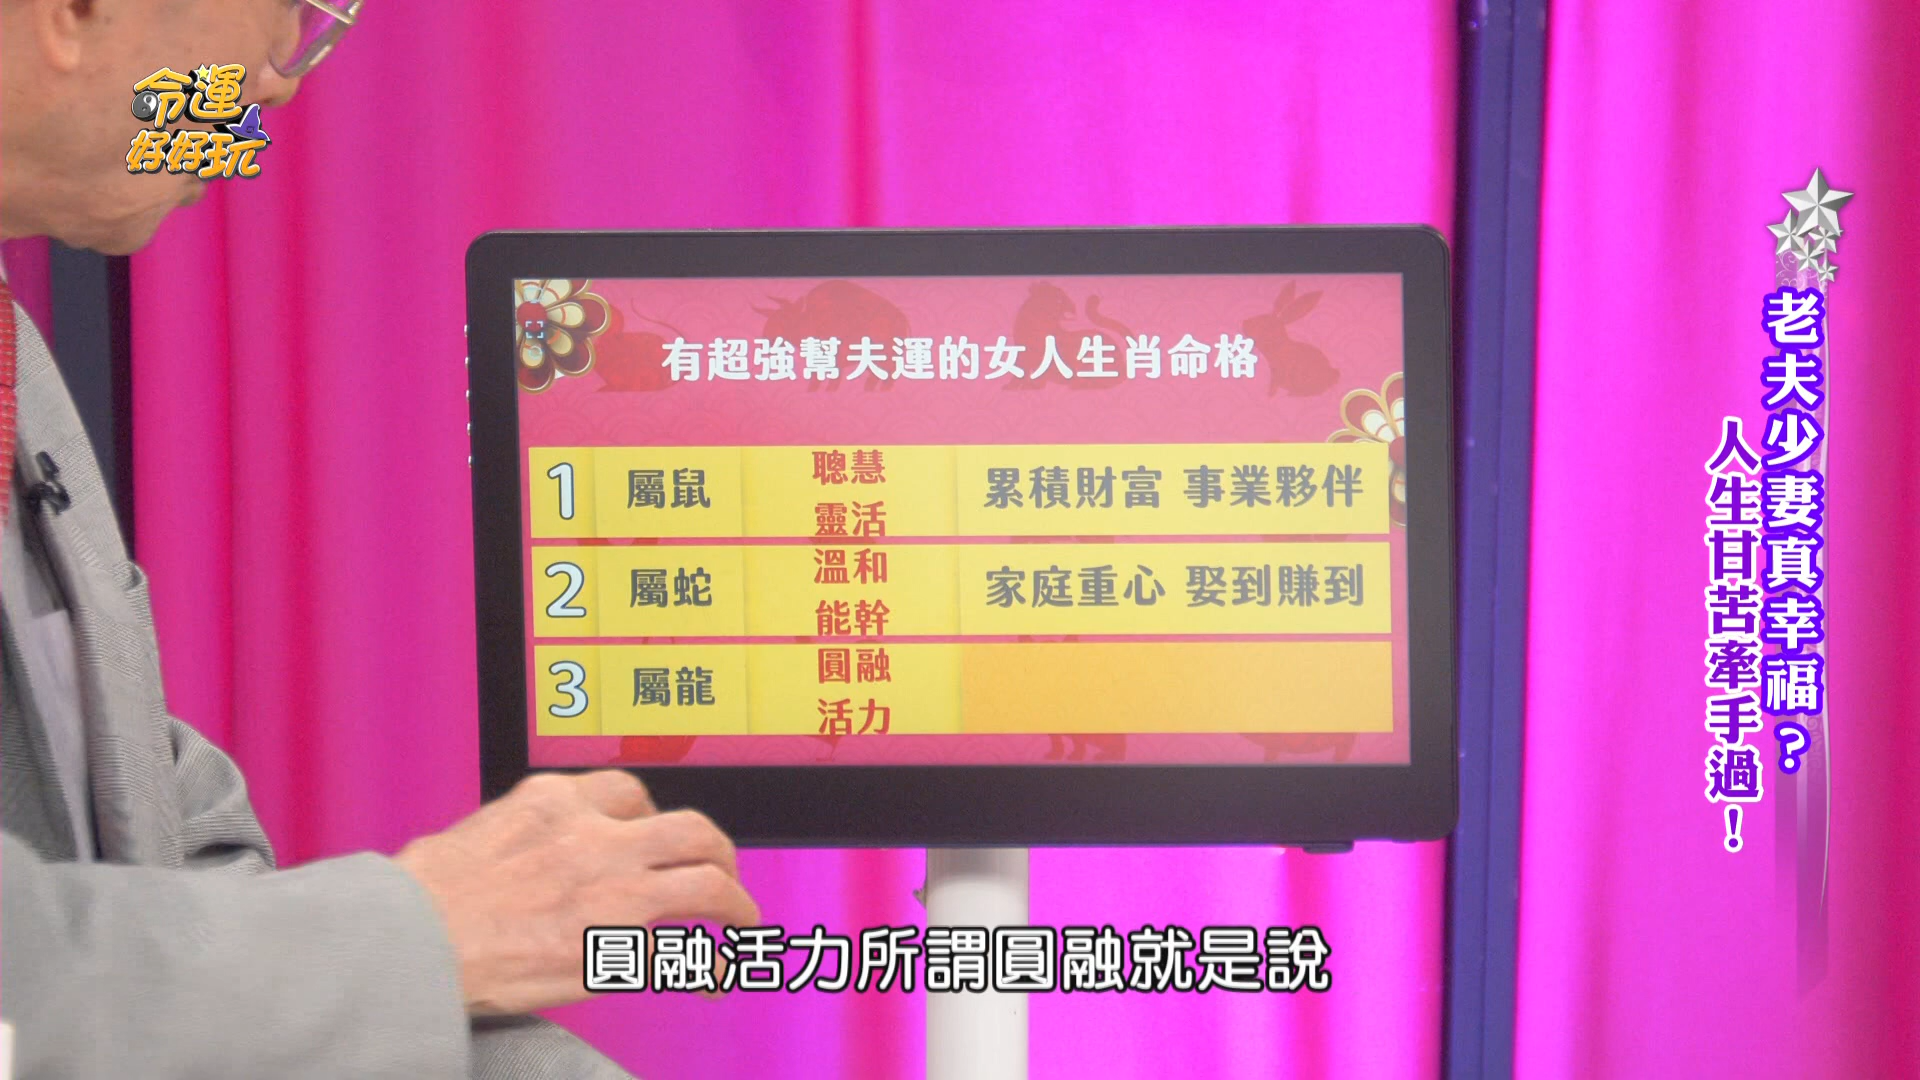 命運
好好玩
有超強幫夫運的女人生肖命格
1 屬鼠 聰慧 靈活 累積財富 事業夥伴
2 屬蛇 溫和 能幹 家庭重心 娶到賺到
3 屬龍 圓融 活力
老夫少妻真幸福？
人生甘苦牽手過！
圓融活力所謂圓融就是說